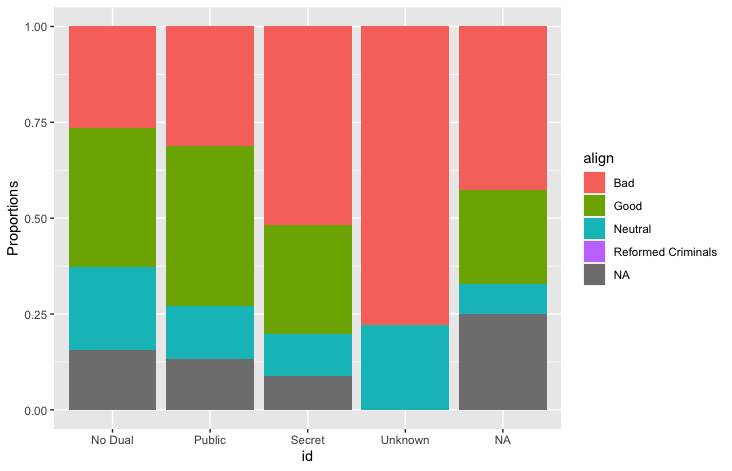 Proportions
1.00
0.75
0.50
0.25
0.00
No Dual
Public
Secret
Unknown
NA
id
align
Bad
Good
Neutral
Reformed Criminals
NA